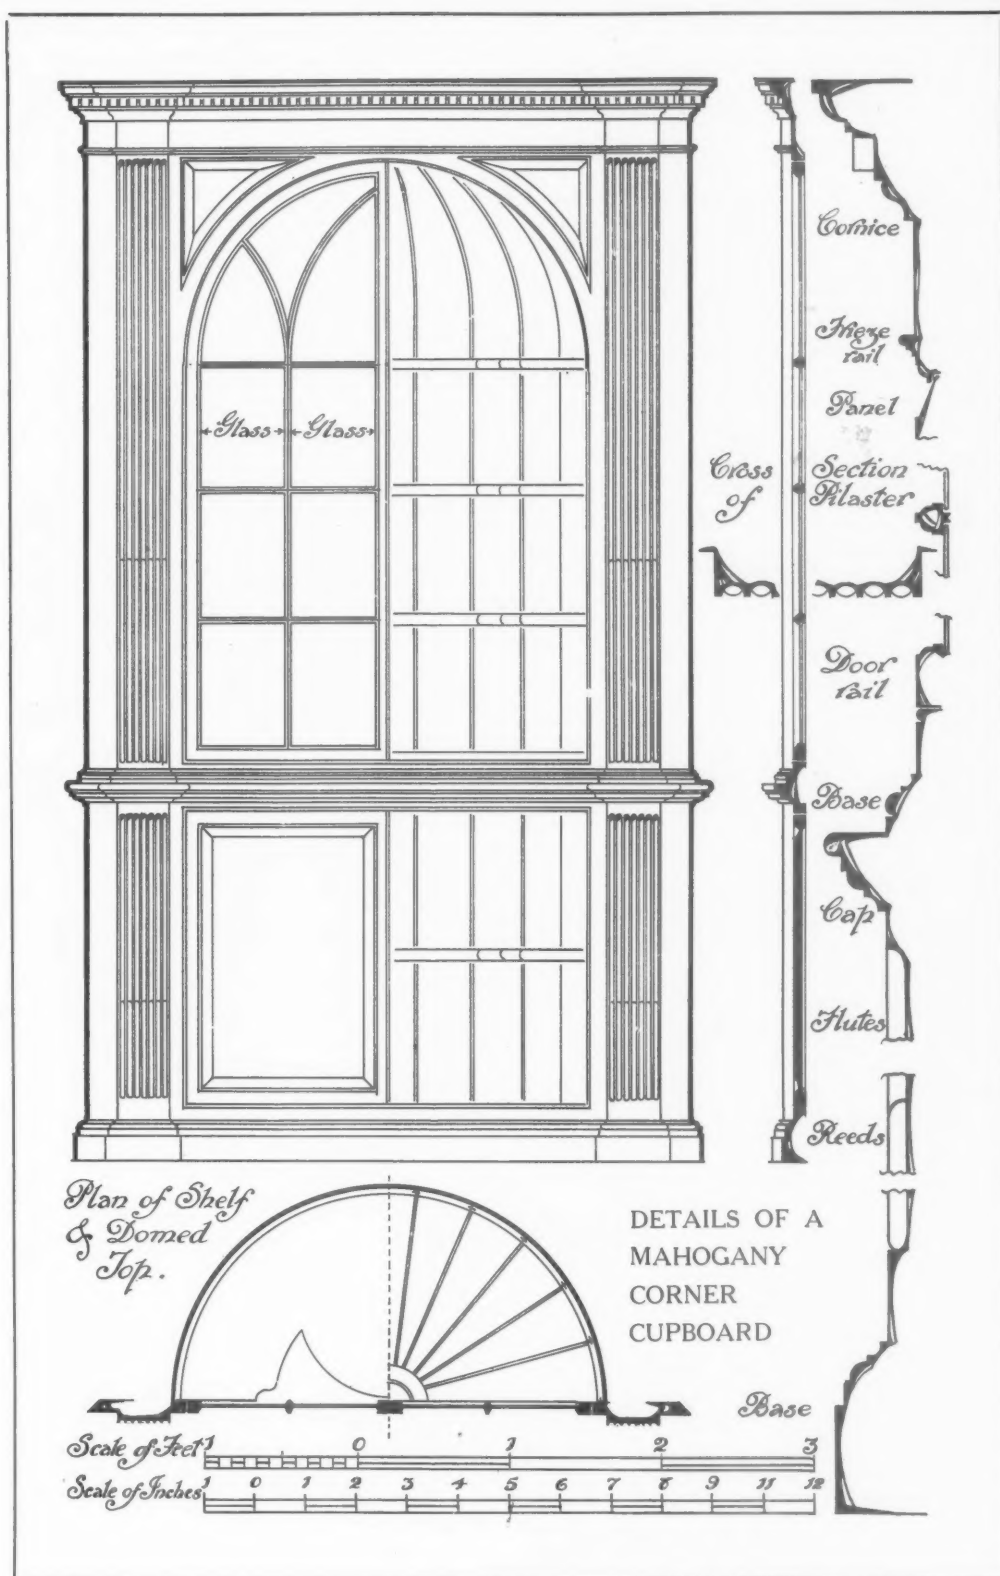 Cornice
Frieze
rail
Panel
Glass Glass
Cross Section
of Pilaster
Door
rail
Base
Cap
Flutes
Reeds
Plan of Shelf
& Domed
Top.
DETAILS OF A
MAHOGANY
CORNER
CUPBOARD
Base
Scale of Feet 1 0 1 2 3
Scale of Inches 1 0 1 2 3 4 5 6 7 8 9 10 11 12